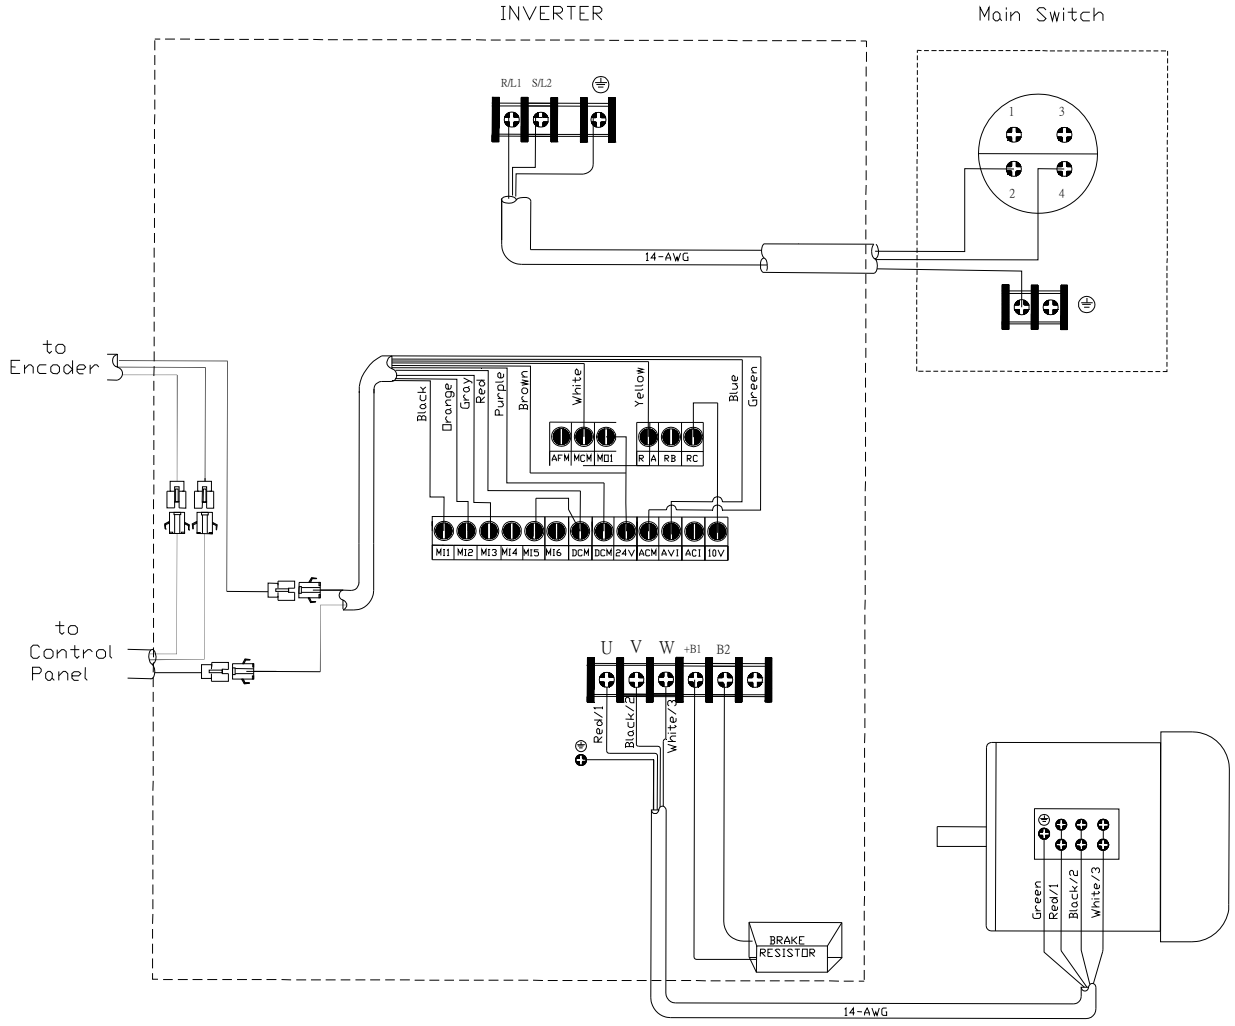 INVERTER
Main Switch
R/L1 S/L2
1 3
2 4
14-AWG
to
Encoder
Black
Orange
Gray
Red
Purple
Brown
White
Yellow
Blue
Green
AFM MCM MO1
RA RB RC
MI1 MI2 MI3 MI4 MI5 MI6 DCM DCM 24V ACM AVI ACI 10V
to
Control
Panel
U V W +B1 B2
Red/1
Black/2
White/3
Green
Red/1
Black/2
White/3
BRAKE
RESISTOR
14-AWG